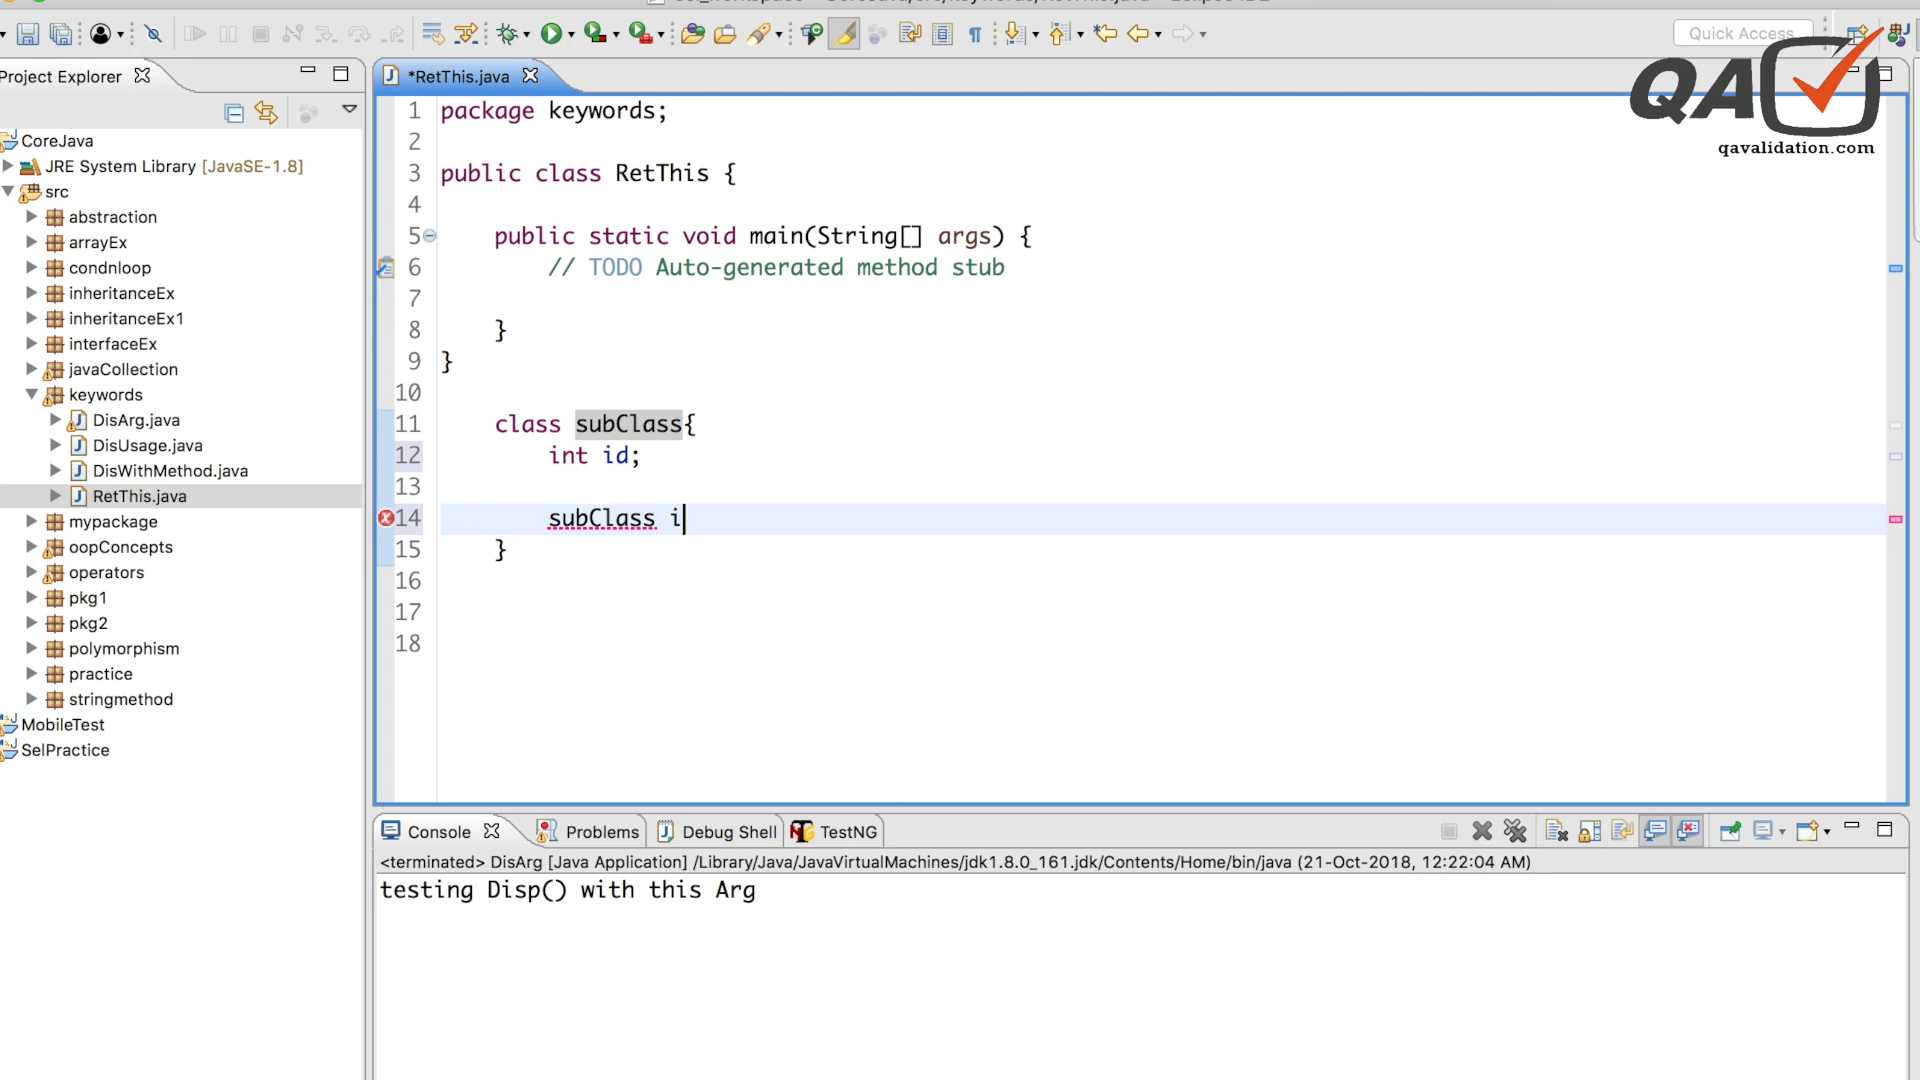 Quick Access
QA
qavalidation.com
Project Explorer
*RetThis.java
CoreJava
JRE System Library [JavaSE-1.8]
src
abstraction
arrayEx
condnloop
inheritanceEx
inheritanceEx1
interfaceEx
javaCollection
keywords
DisArg.java
DisUsage.java
DisWithMethod.java
RetThis.java
mypackage
oopConcepts
operators
pkg1
pkg2
polymorphism
practice
stringmethod
MobileTest
SelPractice
1 package keywords;
2
3 public class RetThis {
4
5 public static void main(String[] args) {
6 // TODO Auto-generated method stub
7
8 }
9 }
10
11 class subClass{
12 int id;
13
14 subClass i
15 }
16
17
18
Console Problems Debug Shell TestNG
<terminated> DisArg [Java Application] /Library/Java/JavaVirtualMachines/jdk1.8.0_161.jdk/Contents/Home/bin/java (21-Oct-2018, 12:22:04 AM)
testing Disp() with this Arg